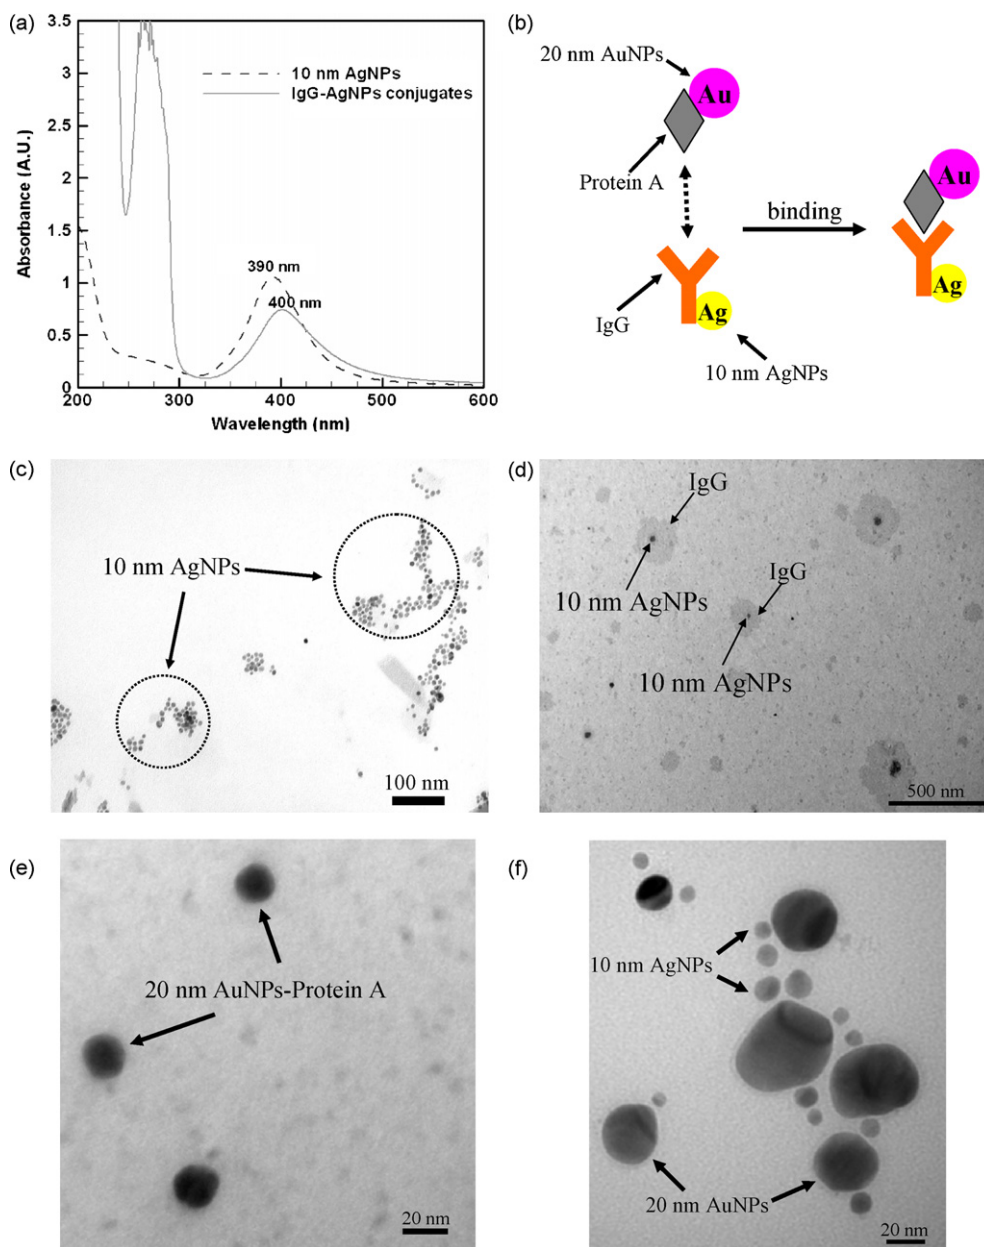 (a)
3.5
3
2.5
2
1.5
1
0.5
0
Absorbance (A.U.)
10 nm AgNPs
IgG-AgNPs conjugates
390 nm
400 nm
200
300
400
500
600
Wavelength (nm)
(b)
20 nm AuNPs
Au
Protein A
IgG
Ag
10 nm AgNPs
binding
Au
Ag
(c)
10 nm AgNPs
100 nm
(d)
IgG
10 nm AgNPs
IgG
10 nm AgNPs
500 nm
(e)
20 nm AuNPs-Protein A
20 nm
(f)
10 nm AgNPs
20 nm AuNPs
20 nm